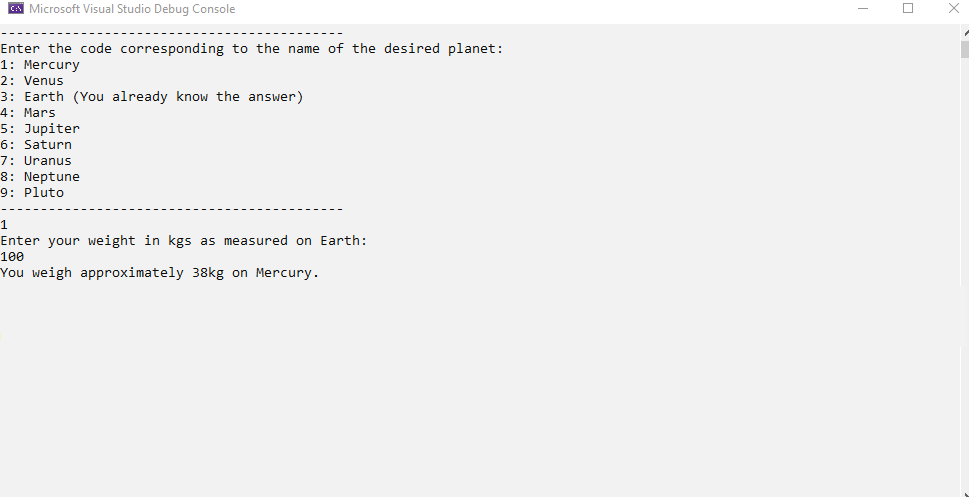 Microsoft Visual Studio Debug Console
-------------------------------------------
Enter the code corresponding to the name of the desired planet:
1: Mercury
2: Venus
3: Earth (You already know the answer)
4: Mars
5: Jupiter
6: Saturn
7: Uranus
8: Neptune
9: Pluto
-------------------------------------------
1
Enter your weight in kgs as measured on Earth:
100
You weigh approximately 38kg on Mercury.